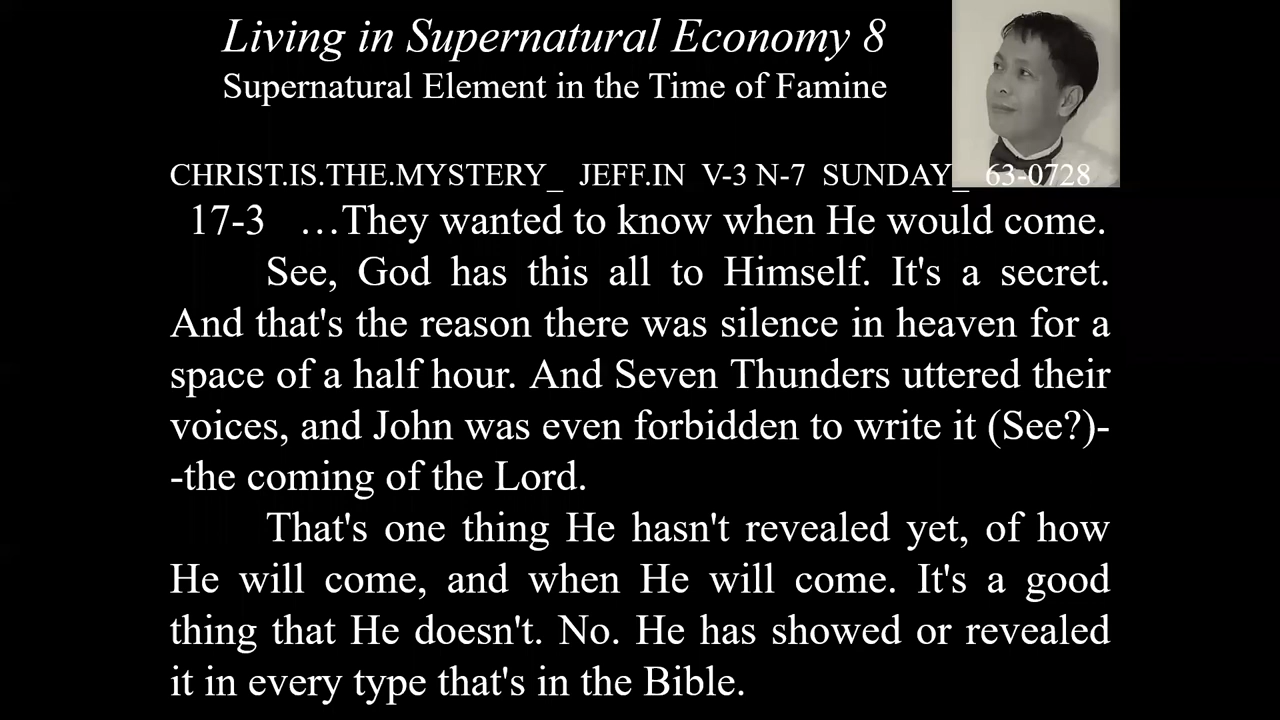 Living in Supernatural Economy 8
Supernatural Element in the Time of Famine
CHRIST.IS.THE.MYSTERY_ JEFF.IN V-3 N-7 SUNDAY_ 63-0728
17-3 …They wanted to know when He would come.
See, God has this all to Himself. It's a secret.
And that's the reason there was silence in heaven for a
space of a half hour. And Seven Thunders uttered their
voices, and John was even forbidden to write it (See?)-
-the coming of the Lord.
That's one thing He hasn't revealed yet, of how
He will come, and when He will come. It's a good
thing that He doesn't. No. He has showed or revealed
it in every type that's in the Bible.